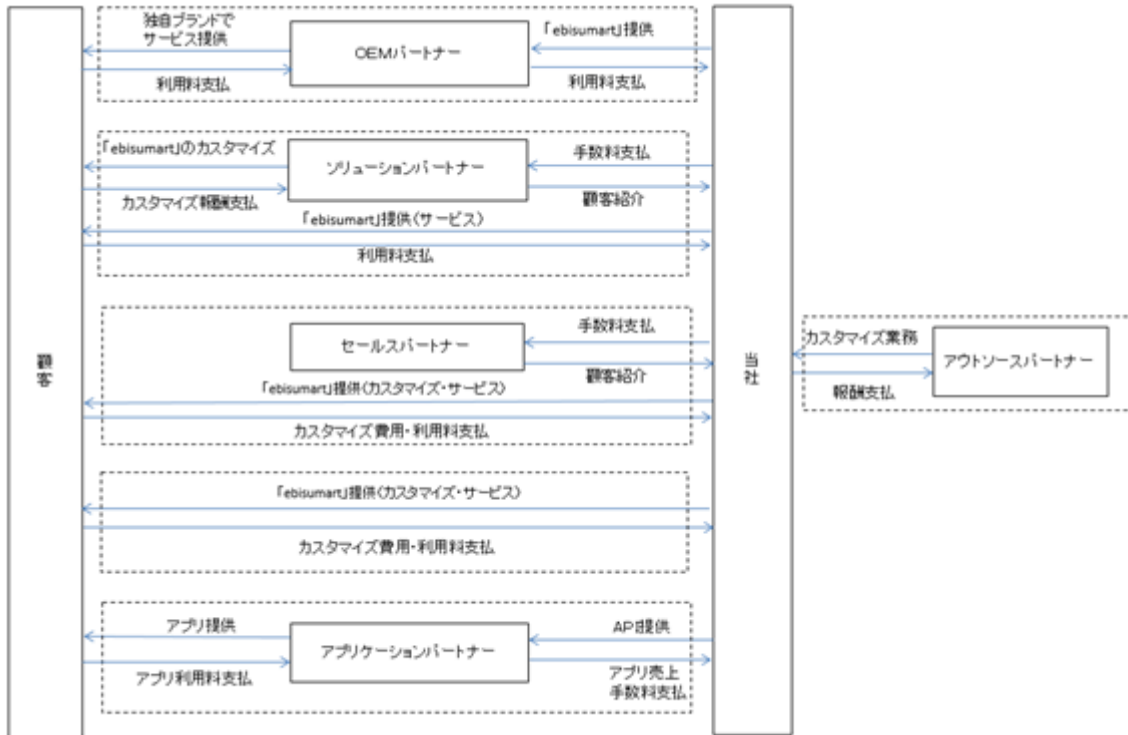 独自ブランドで
サービス提供
利用料支払
OEMパートナー
「ebisumart」提供
利用料支払
「ebisumart」のカスタマイズ
カスタマイズ報酬支払
ソリューションパートナー
手数料支払
顧客紹介
「ebisumart」提供(サービス)
利用料支払
セールスパートナー
手数料支払
顧客紹介
「ebisumart」提供(カスタマイズ・サービス)
カスタマイズ費用・利用料支払
顧客
当社
カスタマイズ業務
報酬支払
アウトソースパートナー
「ebisumart」提供(カスタマイズ・サービス)
カスタマイズ費用・利用料支払
アプリ提供
アプリ利用料支払
アプリケーションパートナー
API提供
アプリ売上
手数料支払